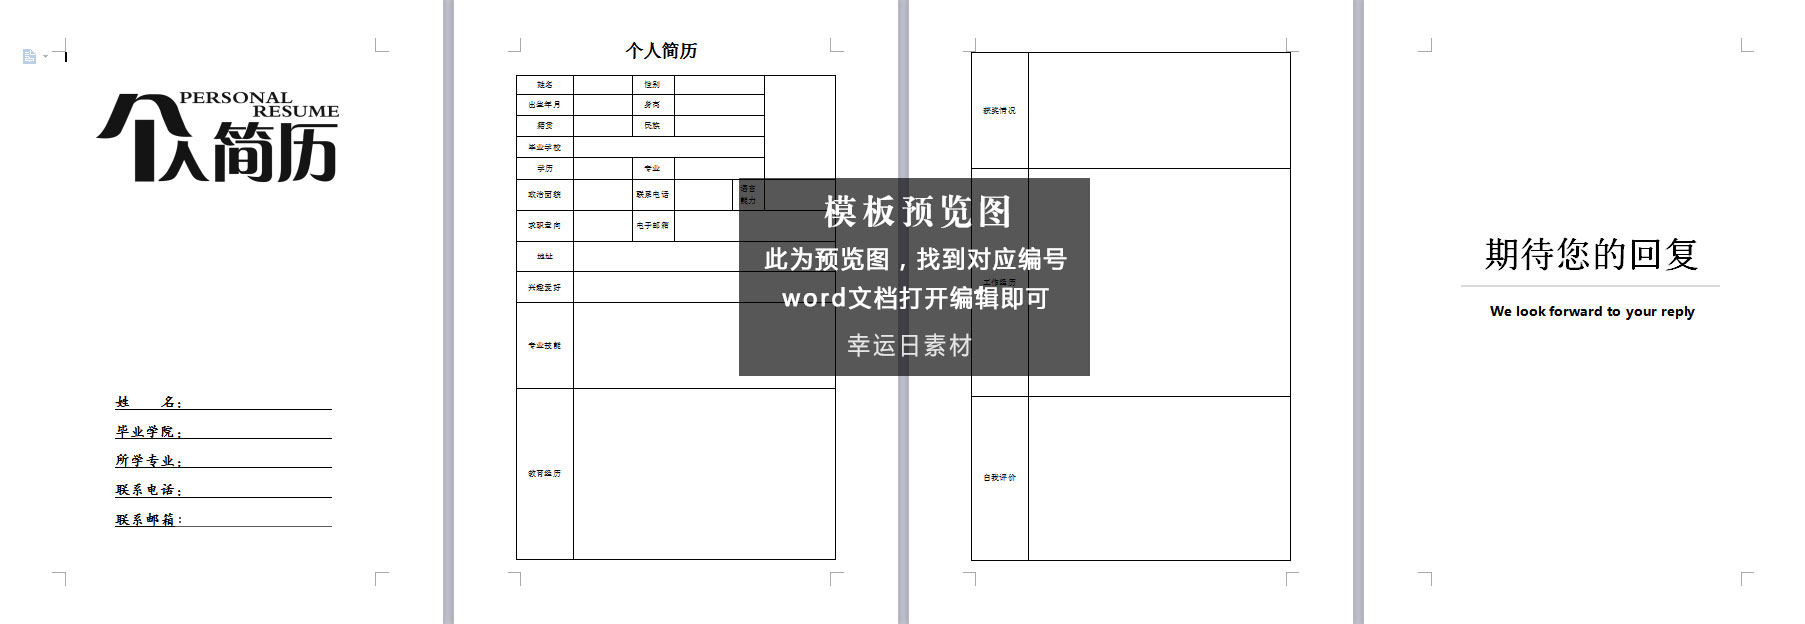 个人简历
PERSONAL
RESUME
姓　　名：
毕业学院：
所学专业：
联系电话：
联系邮箱：
个人简历
姓名 性别
出生年月 身高
籍贯 民族
毕业学校
学历 专业
政治面貌 联系电话 语言
能力
求职意向 电子邮箱
地址
兴趣爱好
专业技能
教育经历
获奖情况
工作经历
自我评价
模板预览图
此为预览图，找到对应编号
word文档打开编辑即可
幸运日素材
期待您的回复
We look forward to your reply